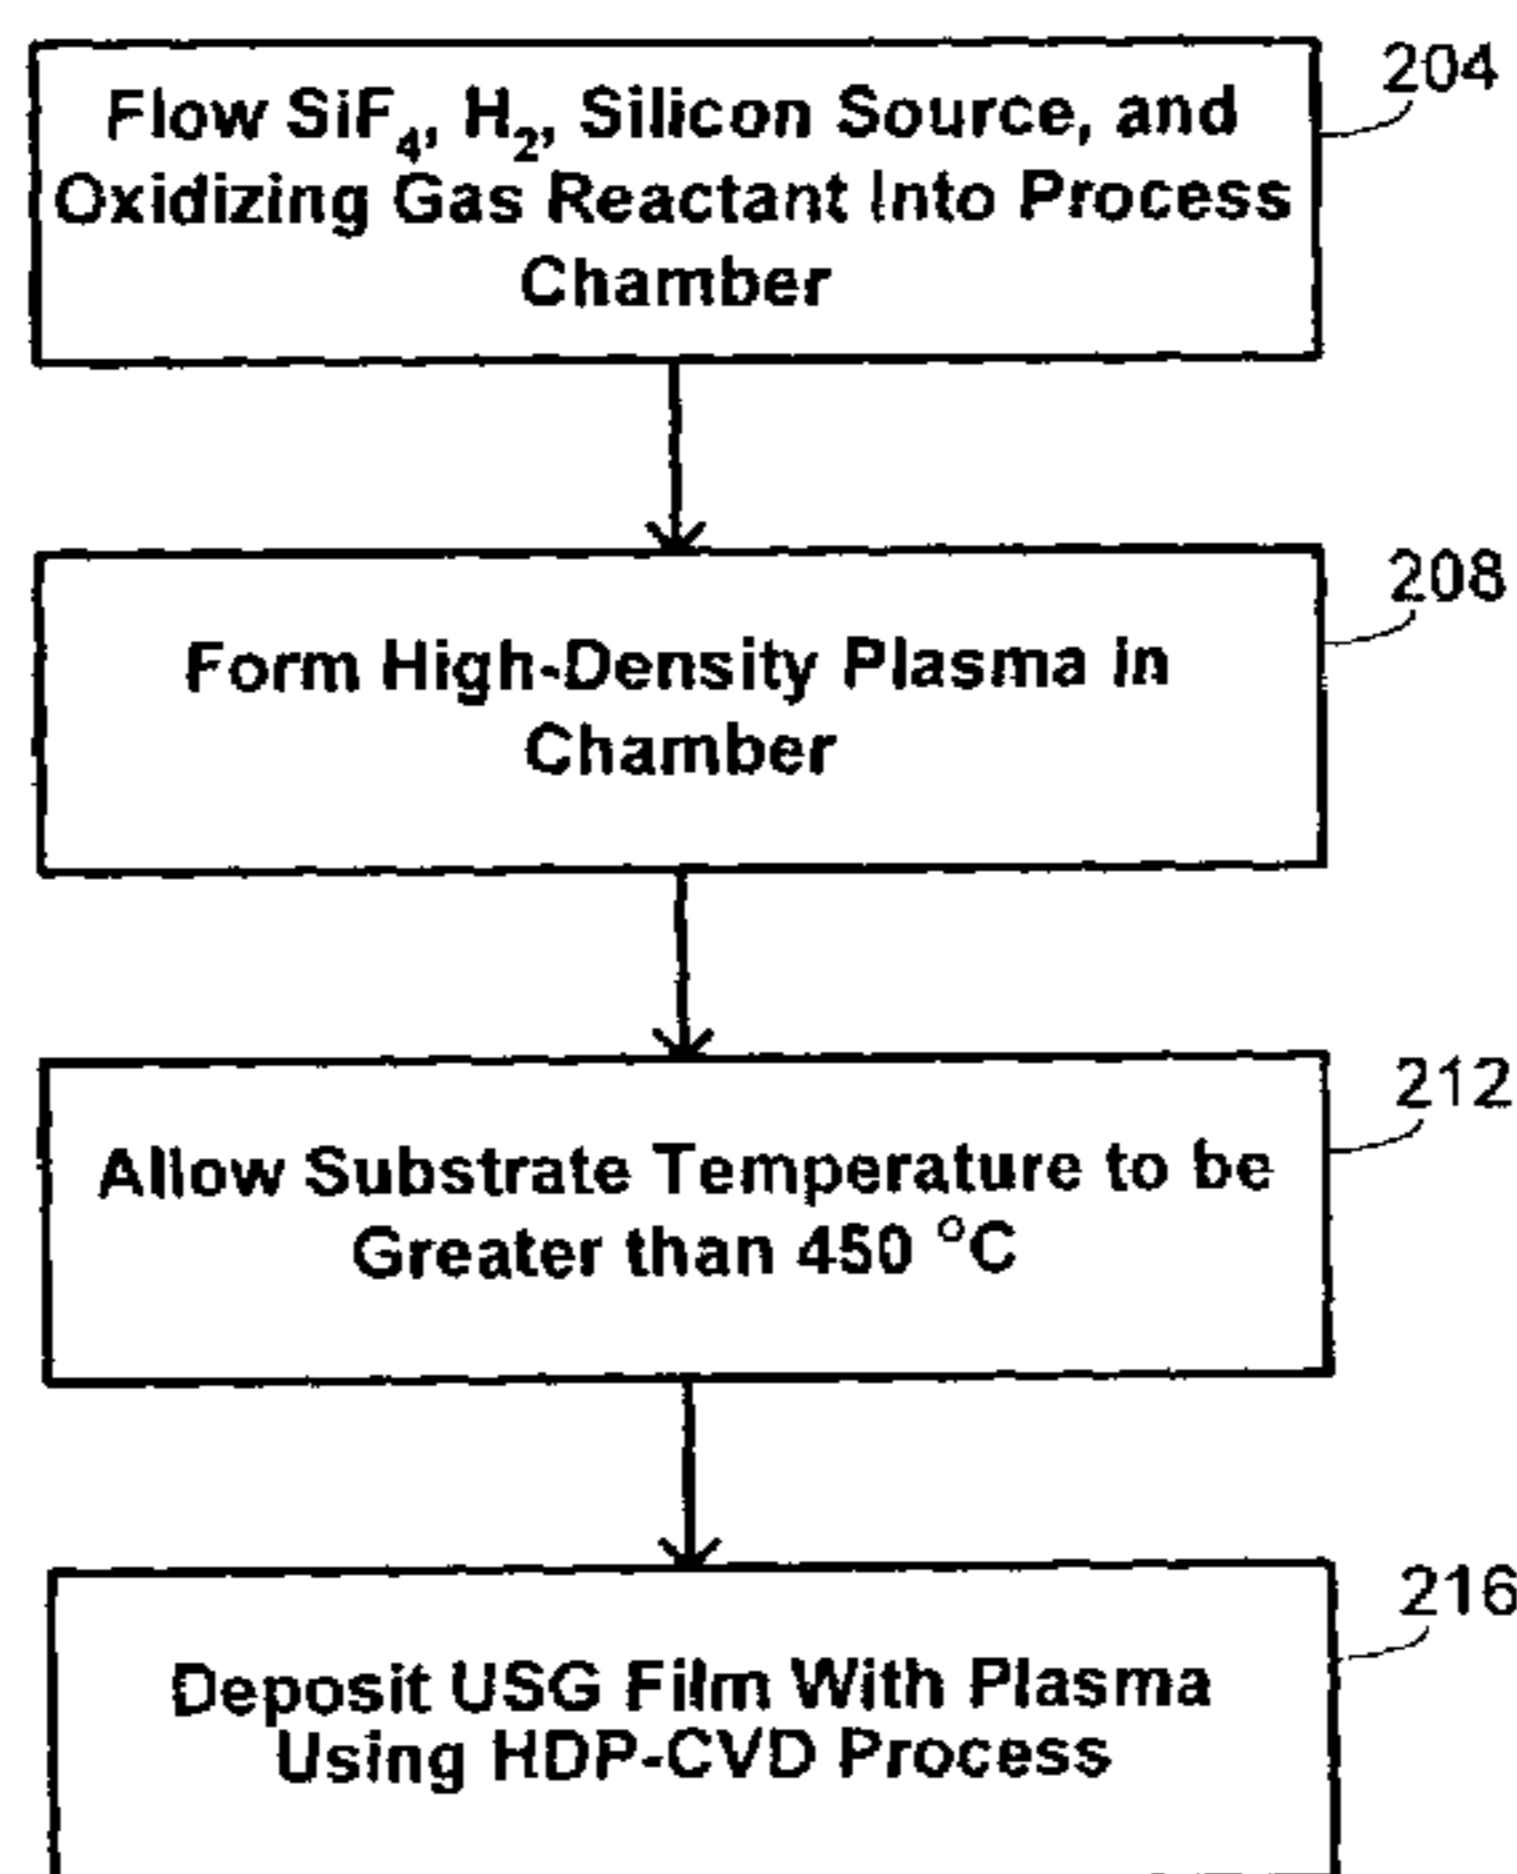 204
Flow SiF₄, H₂, Silicon Source, and
Oxidizing Gas Reactant Into Process
Chamber
208
Form High-Density Plasma in
Chamber
212
Allow Substrate Temperature to be
Greater than 450 °C
216
Deposit USG Film With Plasma
Using HDP-CVD Process